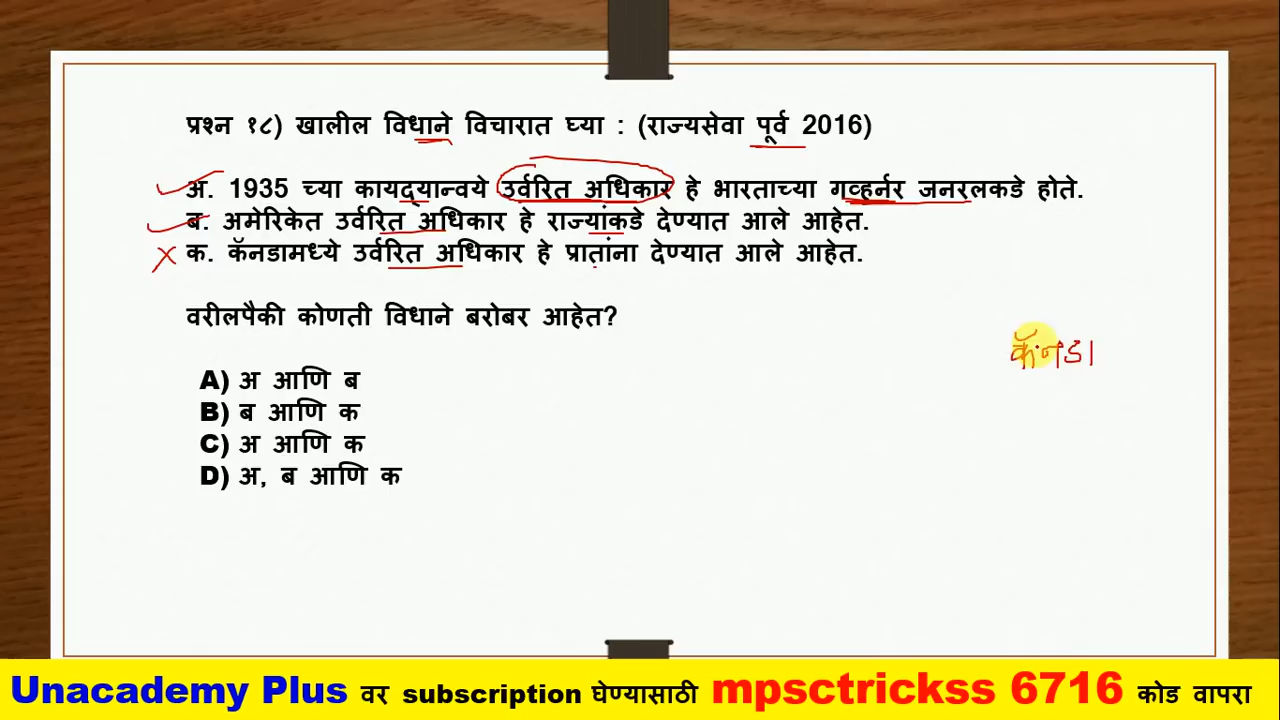 प्रश्न १८) खालील विधाने विचारात घ्या : (राज्यसेवा पूर्व 2016)
अ. 1935 च्या कायद्यान्वये उर्वरित अधिकार हे भारताच्या गव्हर्नर जनरलकडे होते.
ब. अमेरिकेत उर्वरित अधिकार हे राज्यांकडे देण्यात आले आहेत.
क. कॅनडामध्ये उर्वरित अधिकार हे प्रातांना देण्यात आले आहेत.
वरीलपैकी कोणती विधाने बरोबर आहेत?
कॅनडा
A) अ आणि ब
B) ब आणि क
C) अ आणि क
D) अ, ब आणि क
Unacademy Plus वर subscription घेण्यासाठी mpsctrickss 6716 कोड वापरा